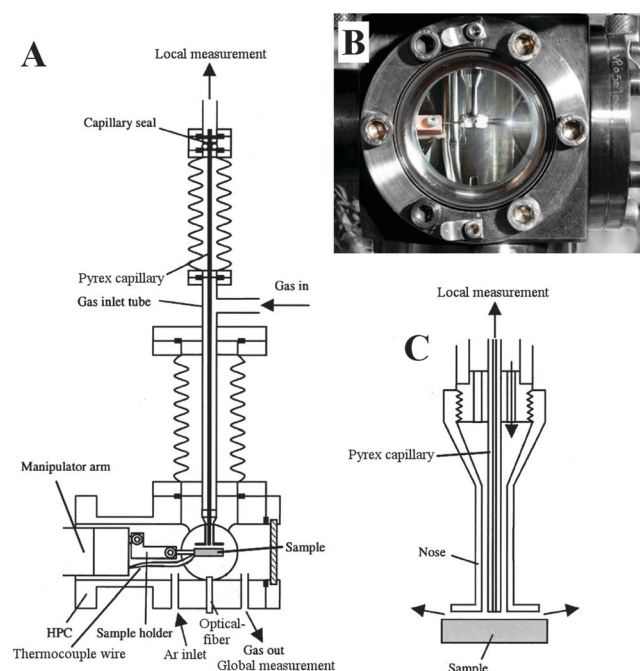 A
Local measurement
Capillary seal
Pyrex capillary
Gas inlet tube
Gas in
Manipulator arm
Sample
HPC
Sample holder
Optical-
fiber
Thermocouple wire
Ar inlet
Gas out
Global measurement
B
C
Local measurement
Pyrex capillary
Nose
Sample